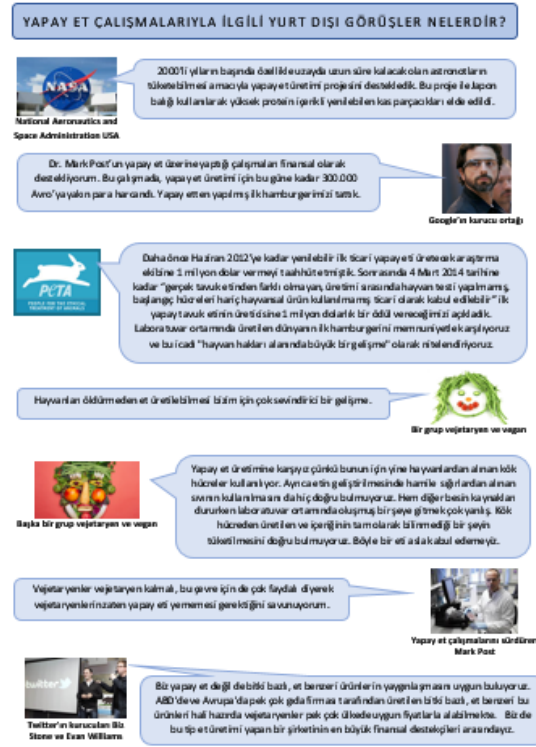 YAPAY ET ÇALIŞMALARIYLA İLGİLİ YURT DIŞI GÖRÜŞLER NELERDİR?
NASA
National Aeronautics and
Space Administration USA
2000'li yılların başında özellikle uzayda uzun süre kalacak olan astronotların
tüketebilmesi amacıyla yapay et üretimi projesini destekledik. Bu proje ile Japon
balığı kullanılarak yüksek protein içerikli yenilebilen kas parçacıkları elde edildi.
Dr. Mark Post'un yapay et üzerine yaptığı çalışmaları finansal olarak
destekliyorum. Bu çalışmada, yapay et üretimi için bu güne kadar 300.000
Avro'ya yakın para harcandı. Yapay etten yapılmış ilk hamburgerimizi tattık.
Google'ın kurucu ortağı
PeTA
PEOPLE FOR THE ETHICAL
TREATMENT OF ANIMALS
Daha önce Haziran 2012'ye kadar yenilebilir ilk ticari yapay eti üretecek araştırma
ekibine 1 milyon dolar vermeyi taahhüt etmiştik. Sonrasında 4 Mart 2014 tarihine
kadar "gerçek tavuk etinden farklı olmayan, üretimi sırasında hayvan testi yapılmamış,
başlangıç hücreleri hariç hayvansal ürün kullanılmamış ticari olarak kabul edilebilir" ilk
yapay tavuk etinin üreticisine 1 milyon dolarlık bir ödül vereceğimizi açıkladık.
Laboratuvar ortamında üretilen dünyanın ilk hamburgerini memnuniyetle karşılıyoruz
ve bu icadı "hayvan hakları alanında büyük bir gelişme" olarak nitelendiriyoruz.
Hayvanları öldürmeden et üretilebilmesi bizim için çok sevindirici bir gelişme.
Bir grup vejetaryen ve vegan
Yapay et üretimine karşıyız çünkü bunun için yine hayvanlardan alınan kök
hücreler kullanılıyor. Ayrıca etin geliştirilmesinde hamile sığırlardan alınan
sıvının kullanılmasını da hiç doğru bulmuyoruz. Hem diğer besin kaynakları
dururken laboratuvar ortamında oluşmuş bir şeye gitmek çok yanlış. Kök
hücreden üretilen ve içeriğinin tam olarak bilinmediği bir şeyin
tüketilmesini doğru bulmuyoruz. Böyle bir eti asla kabul edemeyiz.
Başka bir grup vejetaryen ve vegan
Vejetaryenler vejetaryen kalmalı, bu çevre için de çok faydalı diyerek
vejetaryenlerin zaten yapay eti yememesi gerektiğini savunuyorum.
Yapay et çalışmalarını sürdüren
Mark Post
twitter
Twitter'ın kurucuları Biz
Stone ve Evan Williams
Biz yapay et değil de bitki bazlı, et benzeri ürünlerin yaygınlaşmasını uygun buluyoruz.
ABD'de ve Avrupa'da pek çok gıda firması tarafından üretilen bitki bazlı, et benzeri bu
ürünleri hali hazırda vejetaryenler pek çok ülkede uygun fiyatlarla alabilmekte. Biz de
bu tip et üretimi yapan bir şirketinin en büyük finansal destekçileri arasındayız.